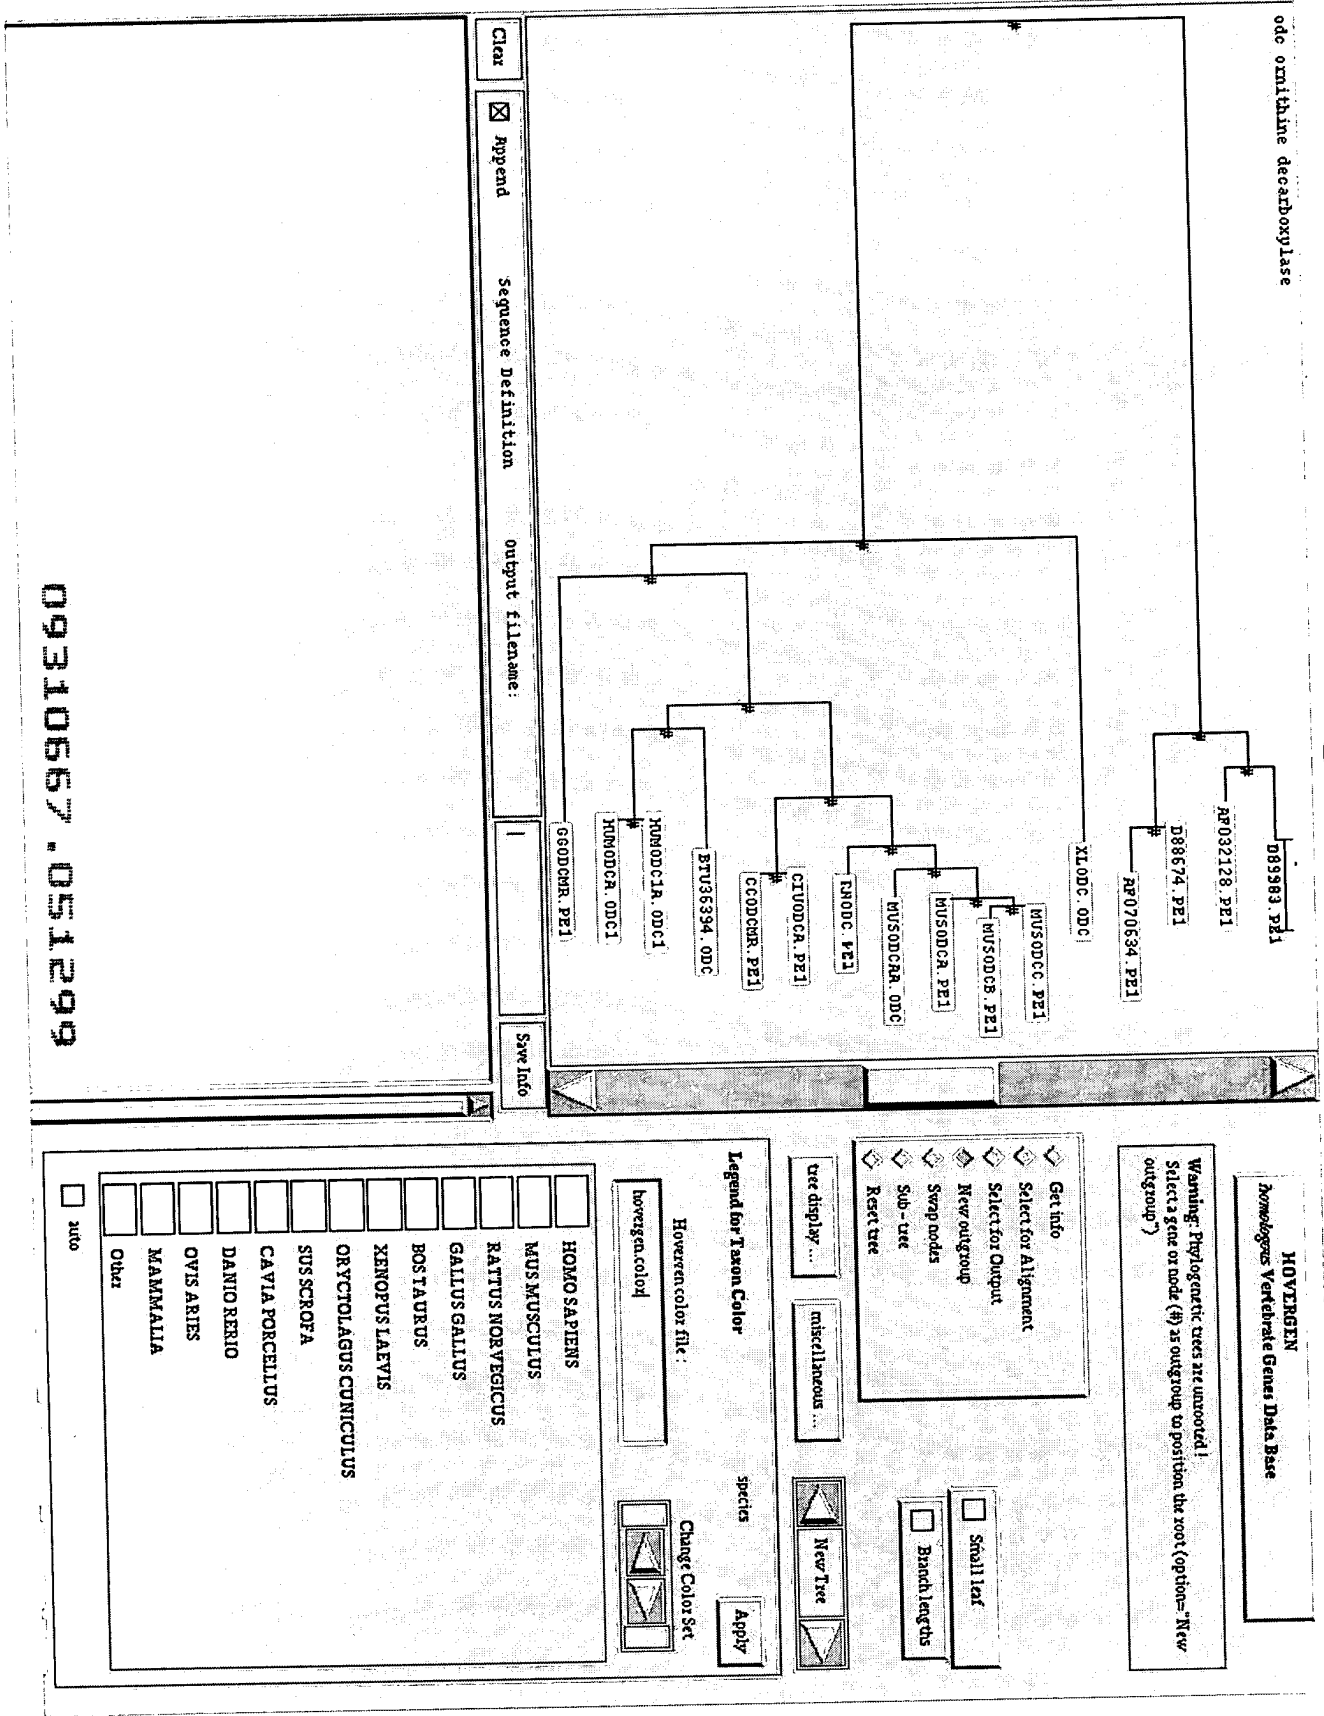 odc ornithine decarboxylase
D89983.PE1
AF032128.PE1
D88674.PE1
AF070634.PE1
XLODC.ODC
MUSODCC.PE1
MUSODCB.PE1
MUSODCA.PE1
MUSODCAA.ODC
RNODC.PE1
CTUODCA.PE1
CGODCMR.PE1
BTU36394.ODC
HUMODC1A.ODC1
HUMODCA.ODC1
GGODCMR.PE1
Clear
Append
Sequence Definition
output filename:
Save Info
HOVERGEN
homologous Vertebrate Genes Data Base
Warning: Phylogenetic trees are unrooted!
Select a gene or node (#) as outgroup to position the root (option="New
outgroup")
Get info
Select for Alignment
Select for Output
New outgroup
Swap nodes
Sub-tree
Reset tree
Small leaf
Branch lengths
tree display ...
miscellaneous ...
New Tree
Legend for Taxon Color
species
Apply
Hovergen color file :
Change Color Set
hovergen.color
HOMO SAPIENS
MUS MUSCULUS
RATTUS NORVEGICUS
GALLUS GALLUS
BOS TAURUS
XENOPUS LAEVIS
ORYCTOLAGUS CUNICULUS
SUS SCROFA
CAVIA PORCELLUS
DANIO RERIO
OVIS ARIES
MAMMALIA
Other
auto
09310667.051299